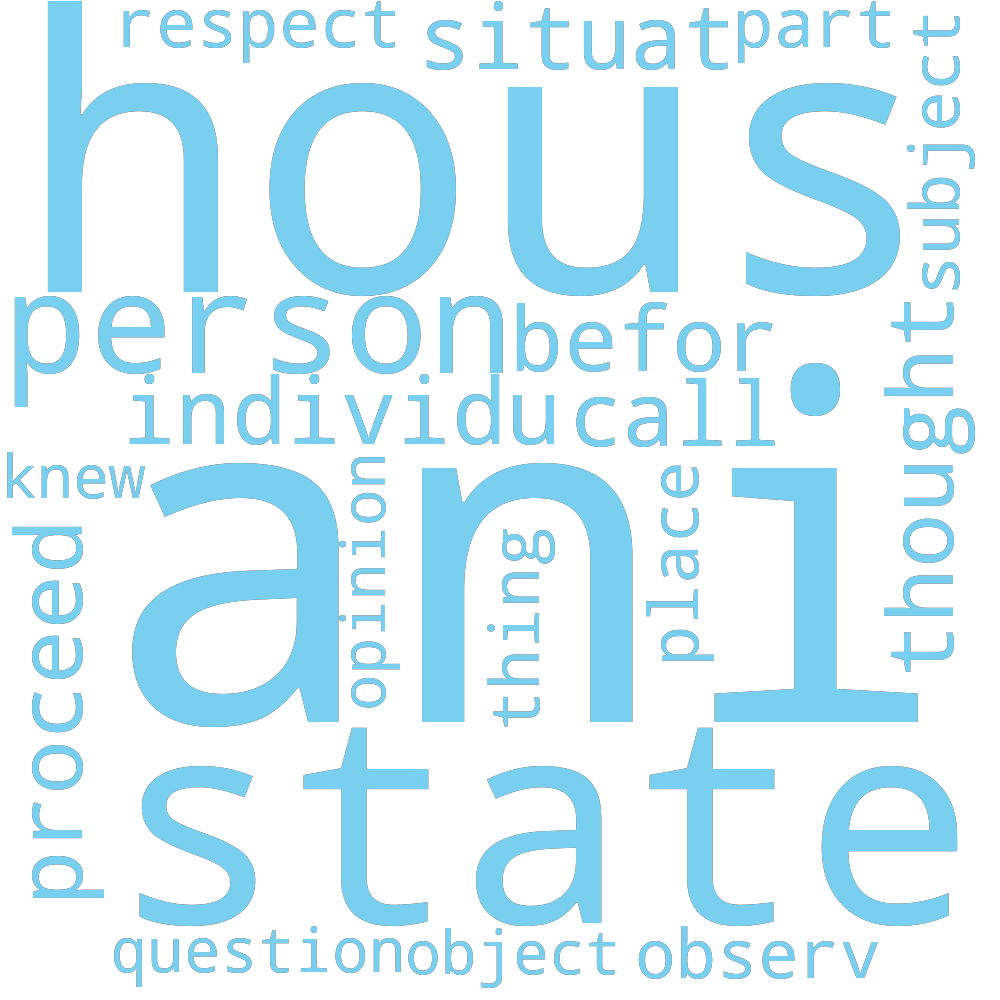 respect
situat
part
hous
subject
person
befor
thought
individu
call
knew
ani
opinion
thing
place
proceed
state
question
object
observ